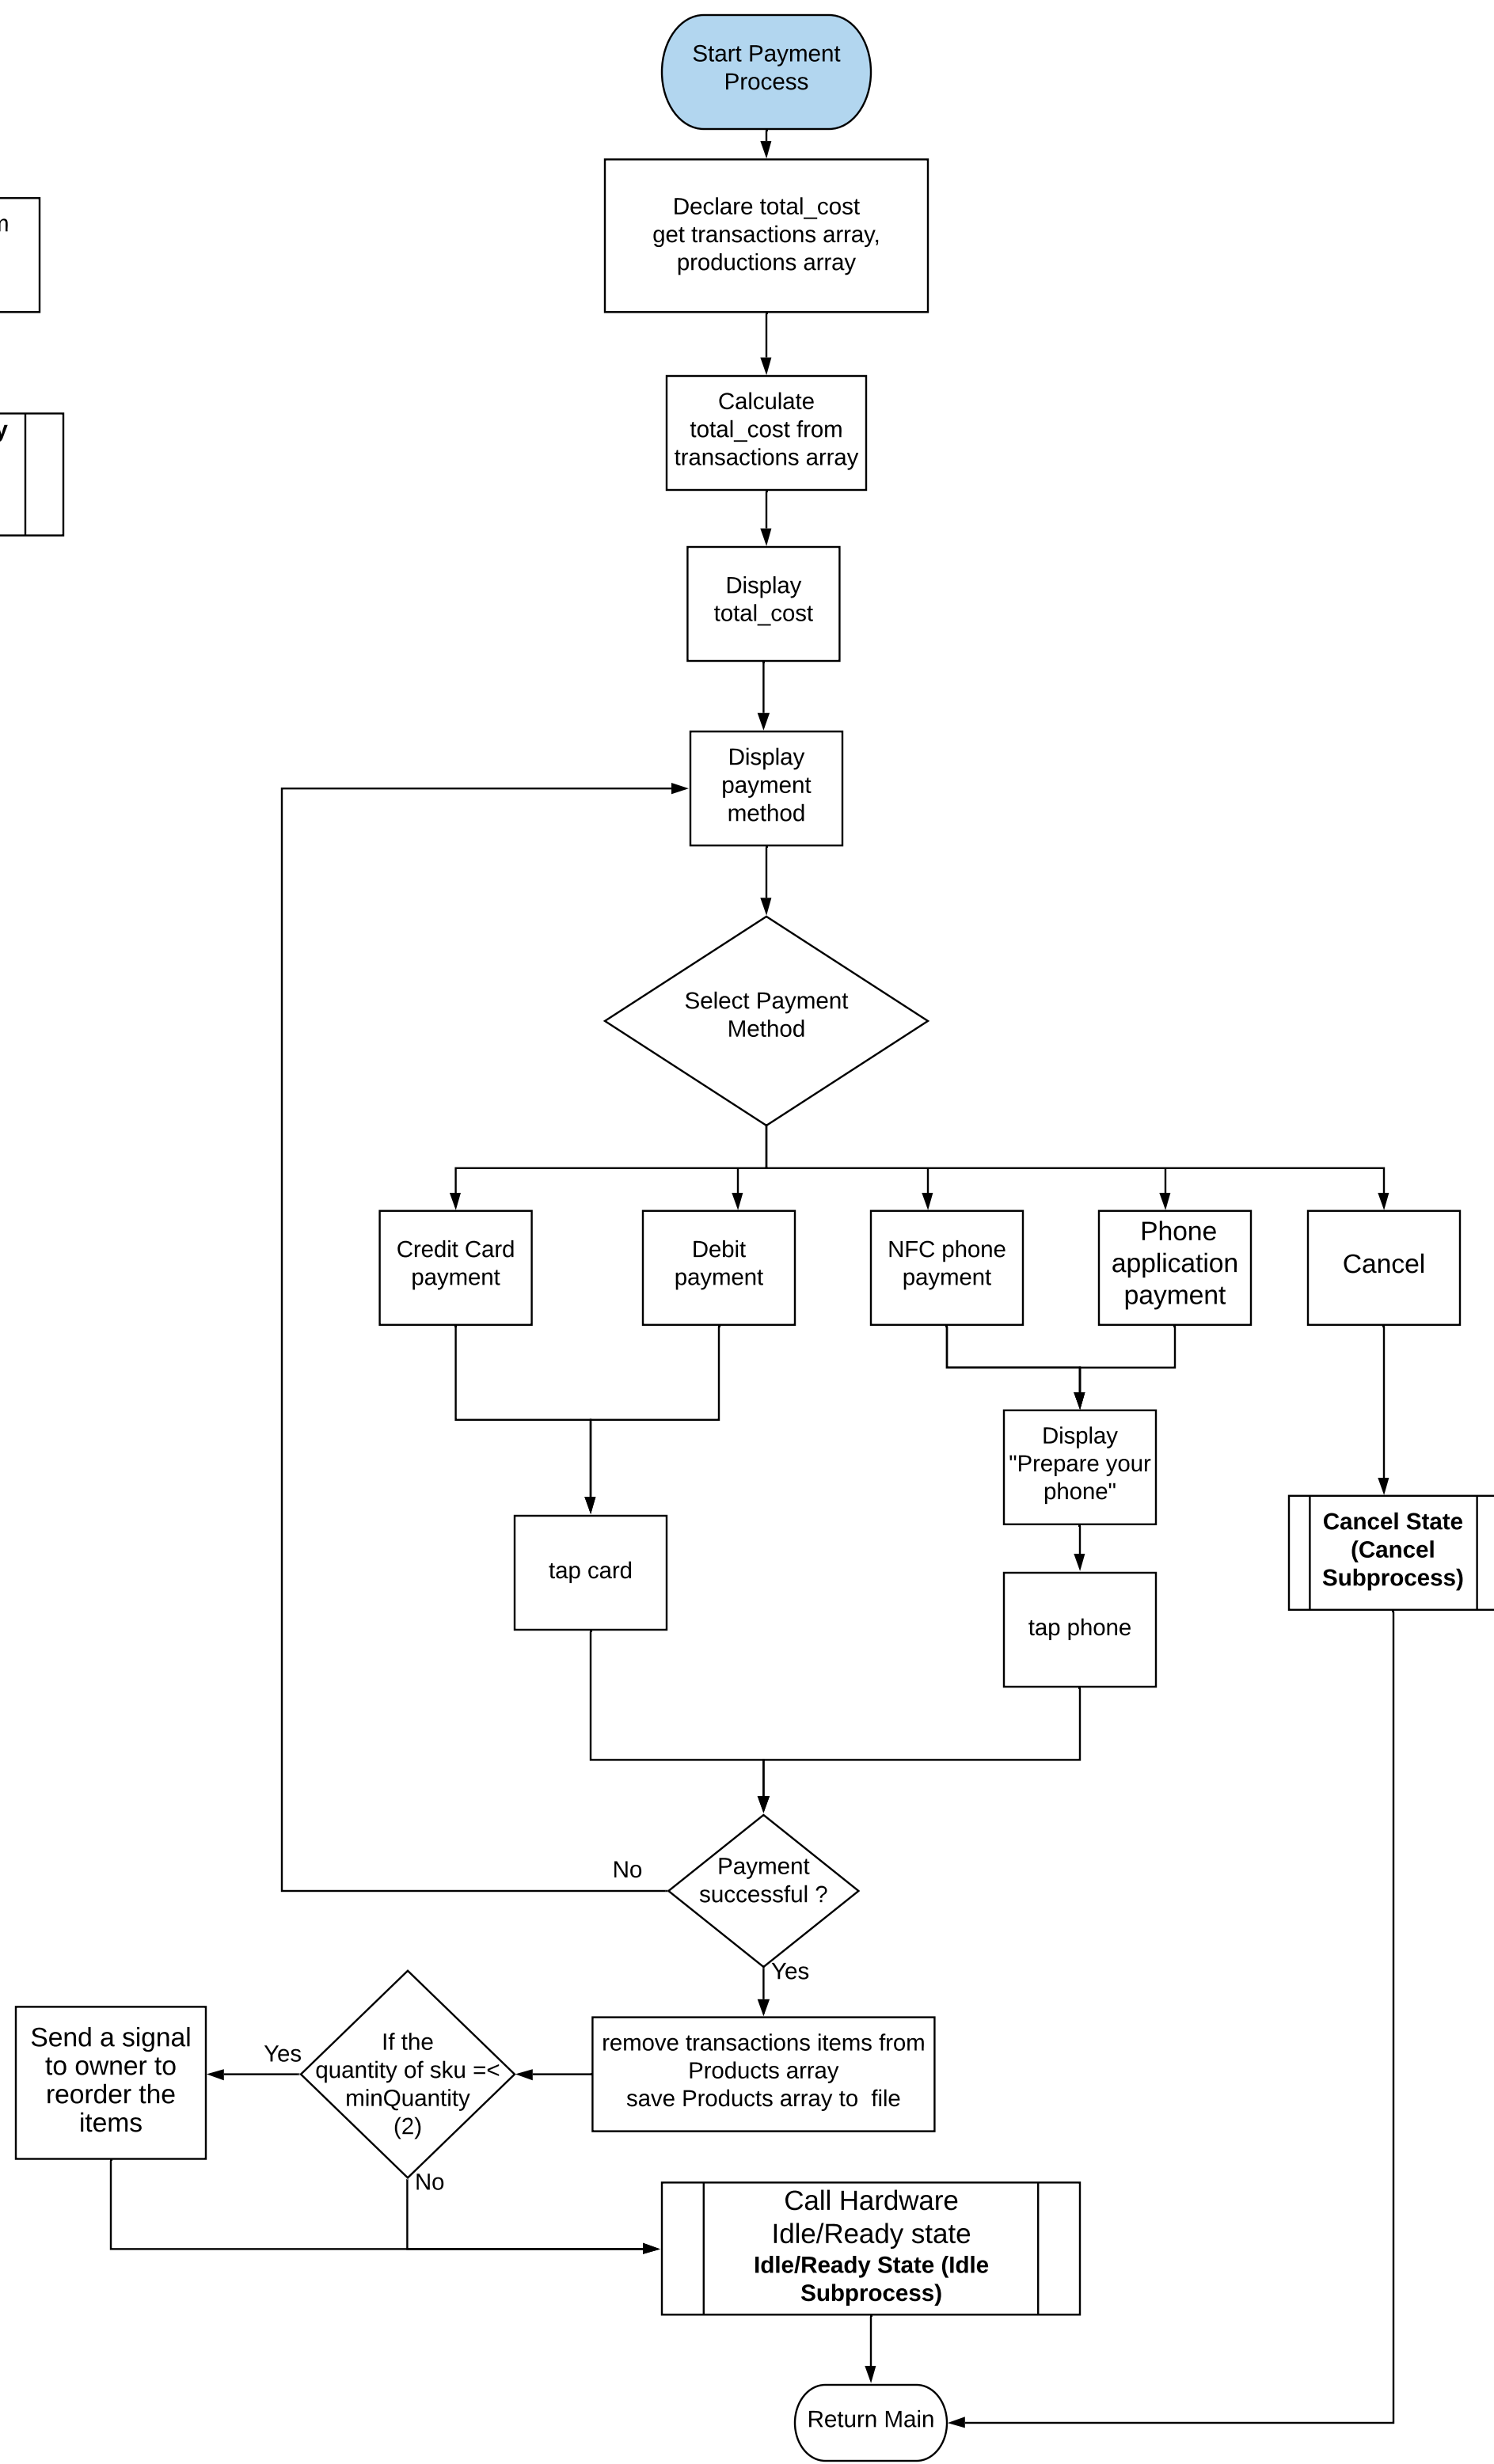 Start Payment
Process
Declare total_cost
get transactions array,
productions array
Calculate
total_cost from
transactions array
Display
total_cost
Display
payment
method
Select Payment
Method
Credit Card
payment
Debit
payment
NFC phone
payment
Phone
application
payment
Cancel
Display
"Prepare your
phone"
Cancel State
(Cancel
Subprocess)
tap card
tap phone
Payment
successful ?
No
Yes
remove transactions items from
Products array
save Products array to  file
If the
quantity of sku =<
minQuantity
(2)
Yes
No
Send a signal
to owner to
reorder the
items
Call Hardware
Idle/Ready state
Idle/Ready State (Idle
Subprocess)
Return Main